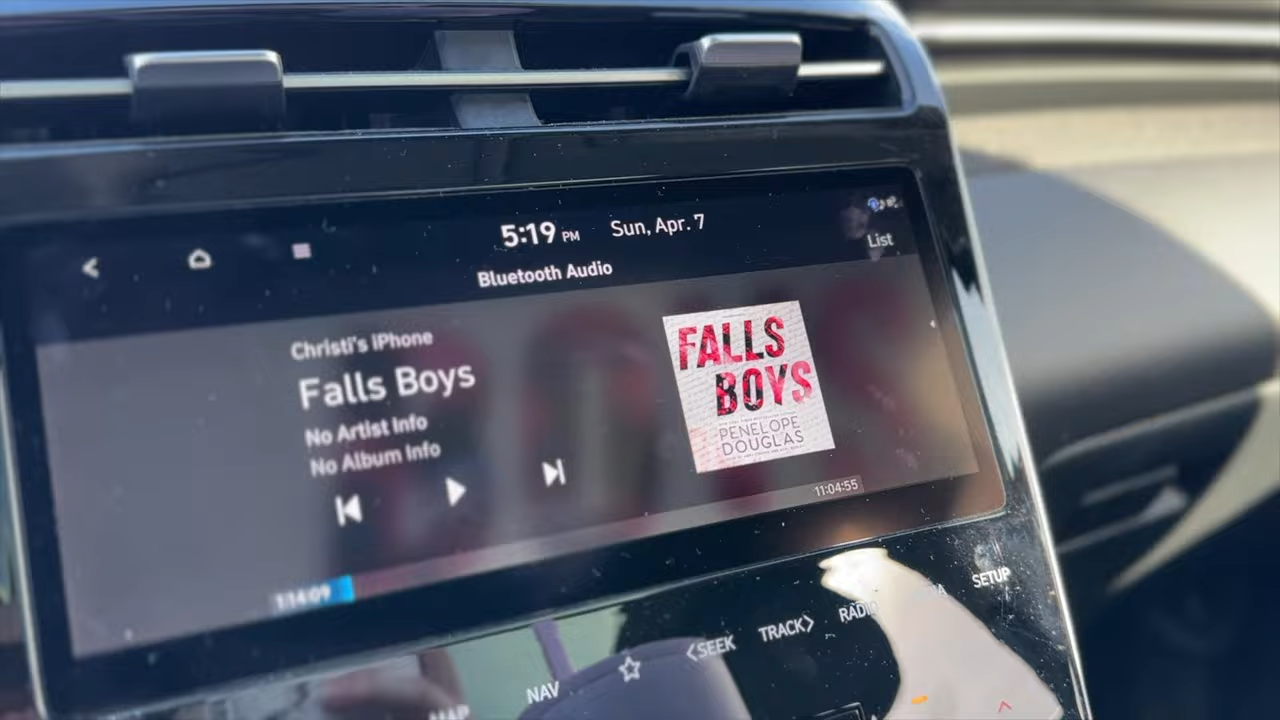 5:19 PM Sun, Apr. 7
List
Bluetooth Audio
Christi's iPhone
Falls Boys
No Artist Info
No Album Info
FALLS
BOYS
PENELOPE
DOUGLAS
1:14:09
11:04:55
MAP
NAV
<SEEK
TRACK>
RADIO
SETUP